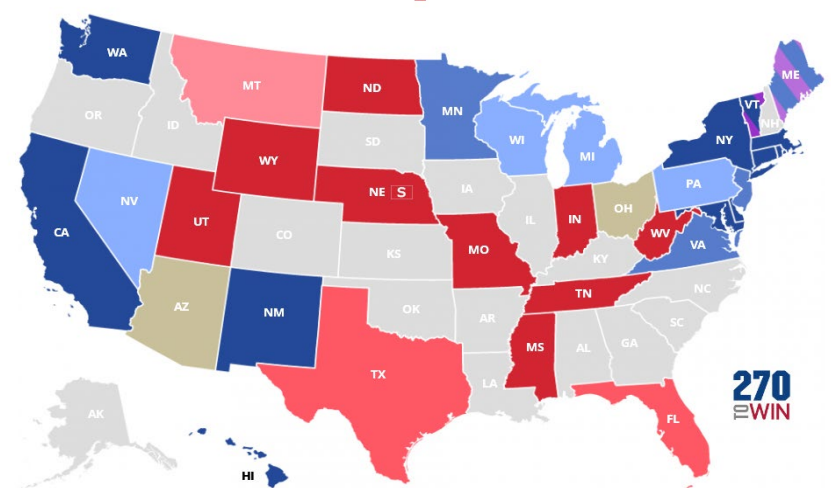 WA
MT
ND
MN
ME
OR
ID
SD
WI
MI
VT
NH
NY
WY
IA
PA
NV
UT
NE S
IL
IN
OH
CA
CO
KS
MO
KY
WV
VA
AZ
NM
OK
AR
TN
NC
SC
TX
LA
MS
AL
GA
FL
AK
HI
270
TO WIN